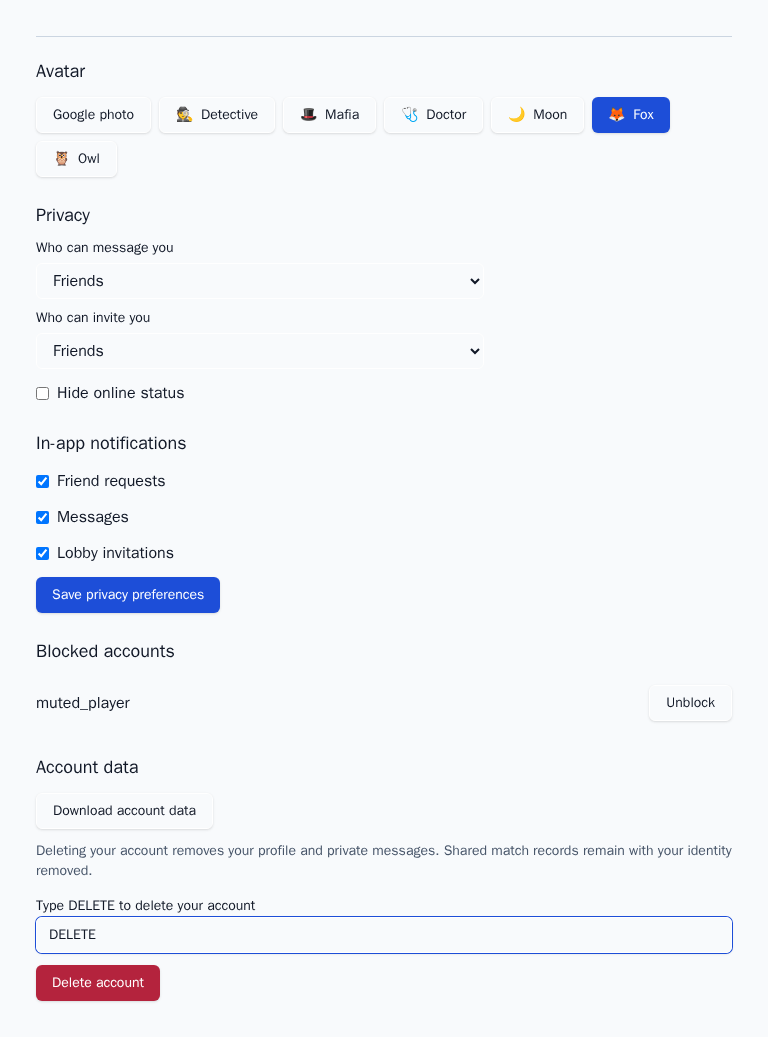 Avatar
Google photo
🕵️ Detective
🎩 Mafia
🩺 Doctor
🌙 Moon
🦊 Fox
🦉 Owl
Privacy
Who can message you
Friends
Who can invite you
Friends
Hide online status
In-app notifications
Friend requests
Messages
Lobby invitations
Save privacy preferences
Blocked accounts
muted_player
Unblock
Account data
Download account data
Deleting your account removes your profile and private messages. Shared match records remain with your identity
removed.
Type DELETE to delete your account
DELETE
Delete account